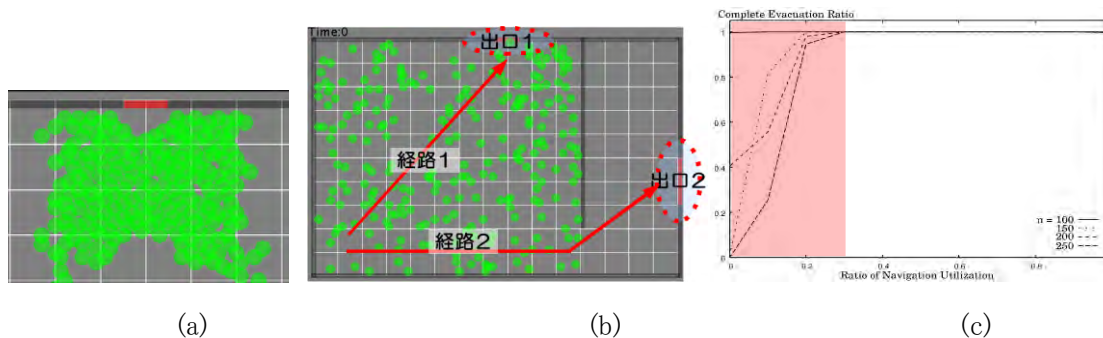 Time:0
出口1
経路1
出口2
経路2
Complete Evacuation Ratio
1
0.8
0.6
0.4
0.2
0
n = 100
150
200
250
0 0.2 0.4 0.6 0.8
Ratio of Navigation Utilization
(a)
(b)
(c)